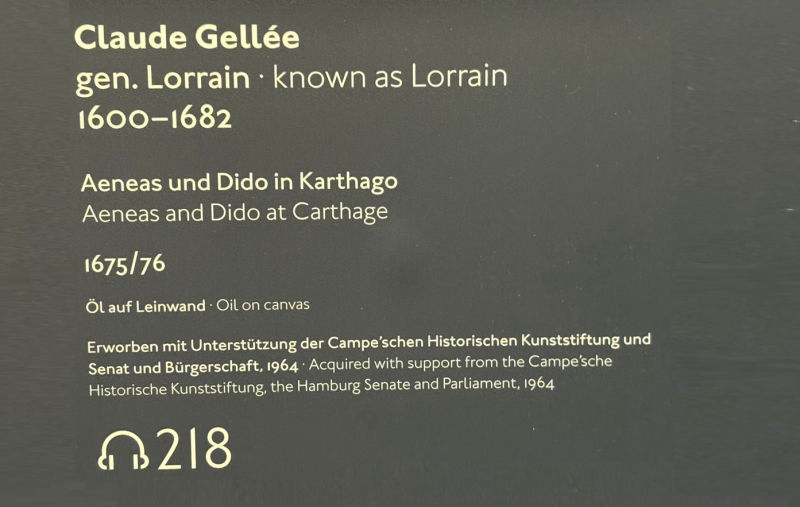 Claude Gellée
gen. Lorrain · known as Lorrain
1600–1682
Aeneas und Dido in Karthago
Aeneas and Dido at Carthage
1675/76
Öl auf Leinwand · Oil on canvas
Erworben mit Unterstützung der Campe’schen Historischen Kunststiftung und
Senat und Bürgerschaft, 1964 · Acquired with support from the Campe’sche
Historische Kunststiftung, the Hamburg Senate and Parliament, 1964
218